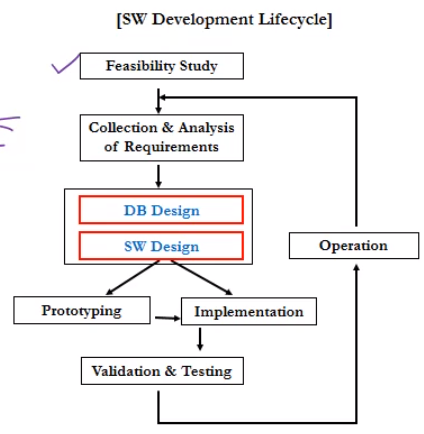 [SW Development Lifecycle]
Feasibility Study
Collection & Analysis
of Requirements
DB Design
SW Design
Operation
Prototyping
Implementation
Validation & Testing